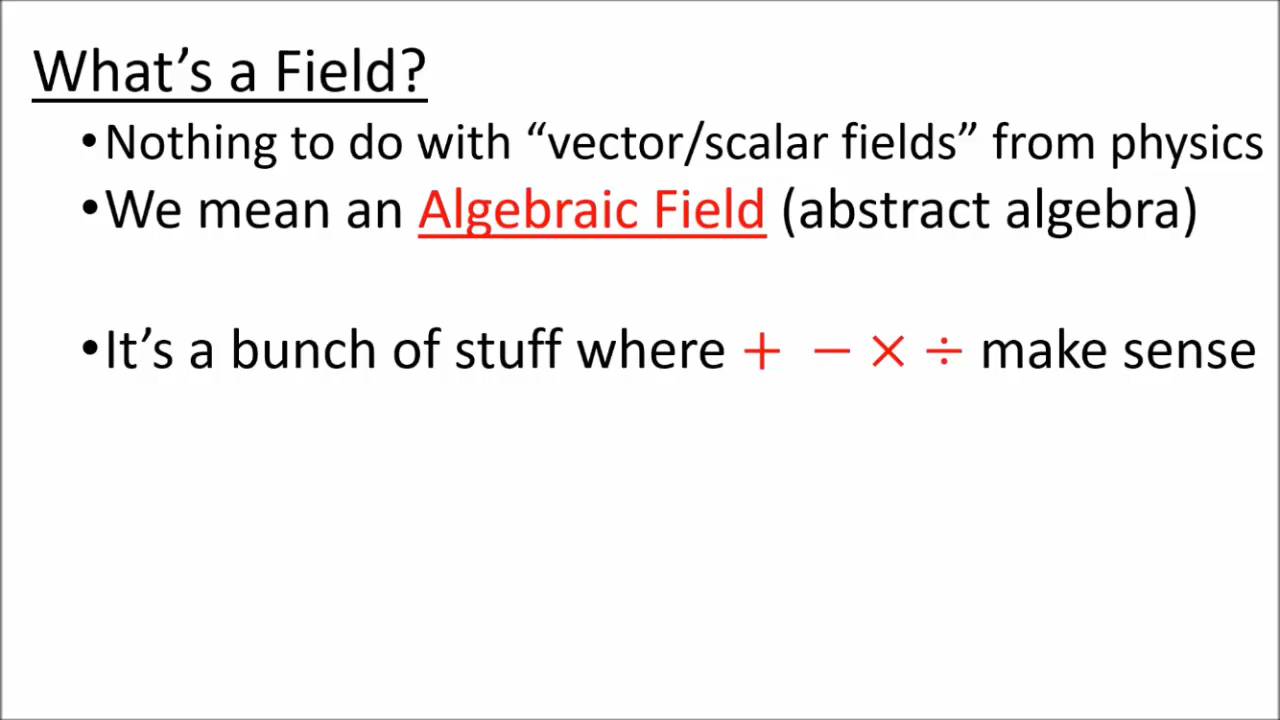 What’s a Field?
•Nothing to do with “vector/scalar fields” from physics
•We mean an Algebraic Field (abstract algebra)
•It’s a bunch of stuff where + − × ÷ make sense